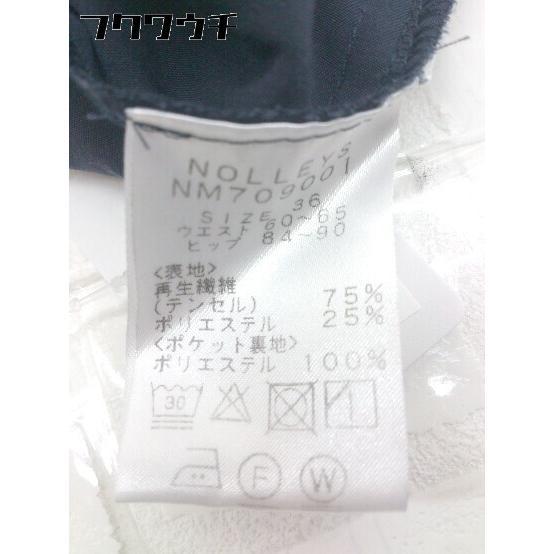 フクワウチ
NOLLEYS
NM709001
SIZE 36
ウエスト 60~65
ヒップ 84~90
<表地>
再生繊維
(テンセル) 75%
ポリエステル 25%
<ポケット裏地>
ポリエステル 100%
30
F W